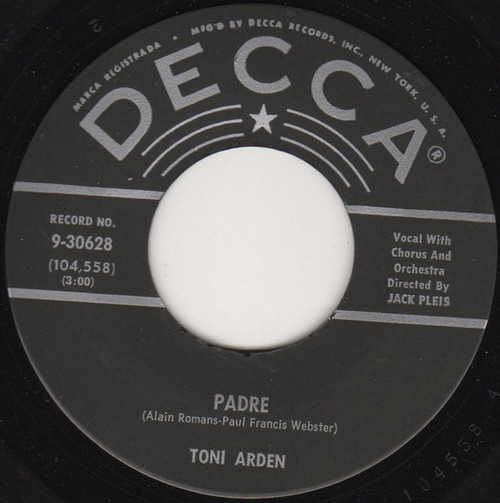 MARCA REGISTRADA • MFG'D BY DECCA RECORDS, INC., NEW YORK, U. S. A.
DECCA®
RECORD NO.
9-30628
(104,558)
(3:00)
Vocal With
Chorus And
Orchestra
Directed By
JACK PLEIS
PADRE
(Alain Romans-Paul Francis Webster)
TONI ARDEN
104558